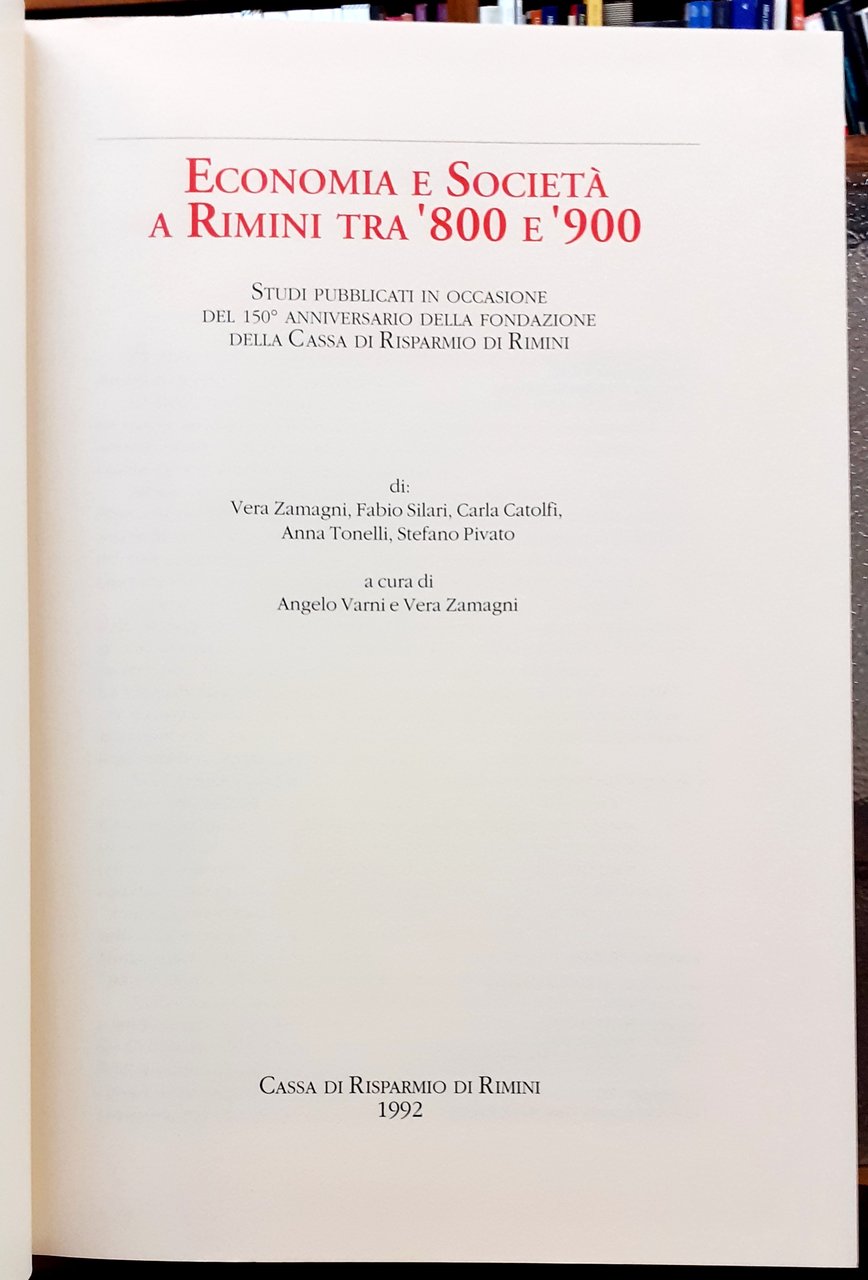 ECONOMIA E SOCIETÀ
A RIMINI TRA '800 E '900
STUDI PUBBLICATI IN OCCASIONE
DEL 150° ANNIVERSARIO DELLA FONDAZIONE
DELLA CASSA DI RISPARMIO DI RIMINI
di:
Vera Zamagni, Fabio Silari, Carla Catolfi,
Anna Tonelli, Stefano Pivato
a cura di
Angelo Varni e Vera Zamagni
CASSA DI RISPARMIO DI RIMINI
1992